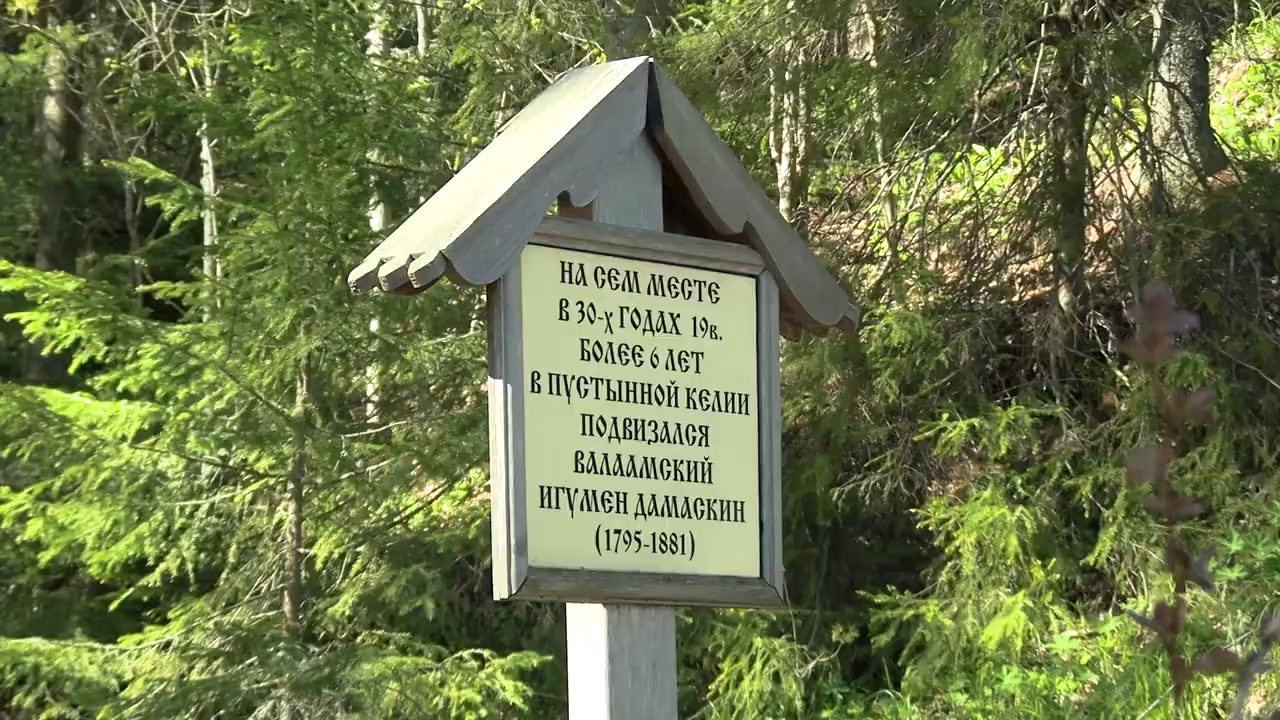 НА СЕМ МЕСТЕ
В 30-х ГОДАХ 19в.
БОЛЕЕ 6 ЛЕТ
В ПУСТЫННОЙ КЕЛИИ
ПОДВИЗАЛСЯ
ВАЛААМСКИЙ
ИГУМЕН ДАМАСКИН
(1795-1881)